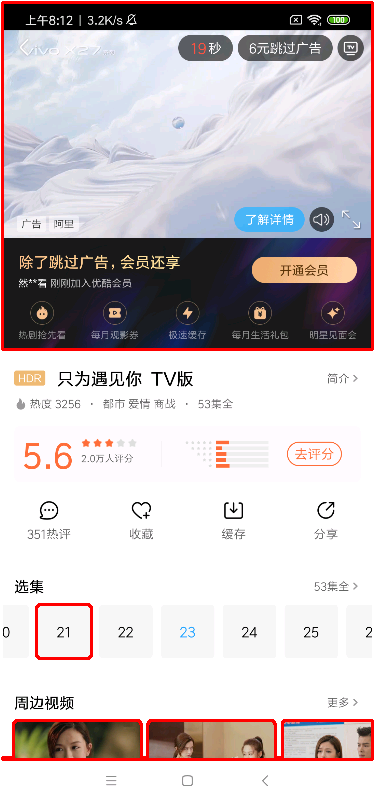 上午8:12 | 3.2K/s
100
vivo X27
19秒
6元跳过广告
TV
广告
阿里
了解详情
除了跳过广告，会员还享
然**看 刚刚加入优酷会员
开通会员
热剧抢先看
每月观影券
极速缓存
每月生活礼包
明星见面会
HDR
只为遇见你 TV版
简介 >
热度 3256 · 都市 爱情 商战 · 53集全
5.6
2.0万人评分
去评分
351热评
收藏
缓存
分享
选集
53集全 >
0
21
22
23
24
25
2
周边视频
更多 >